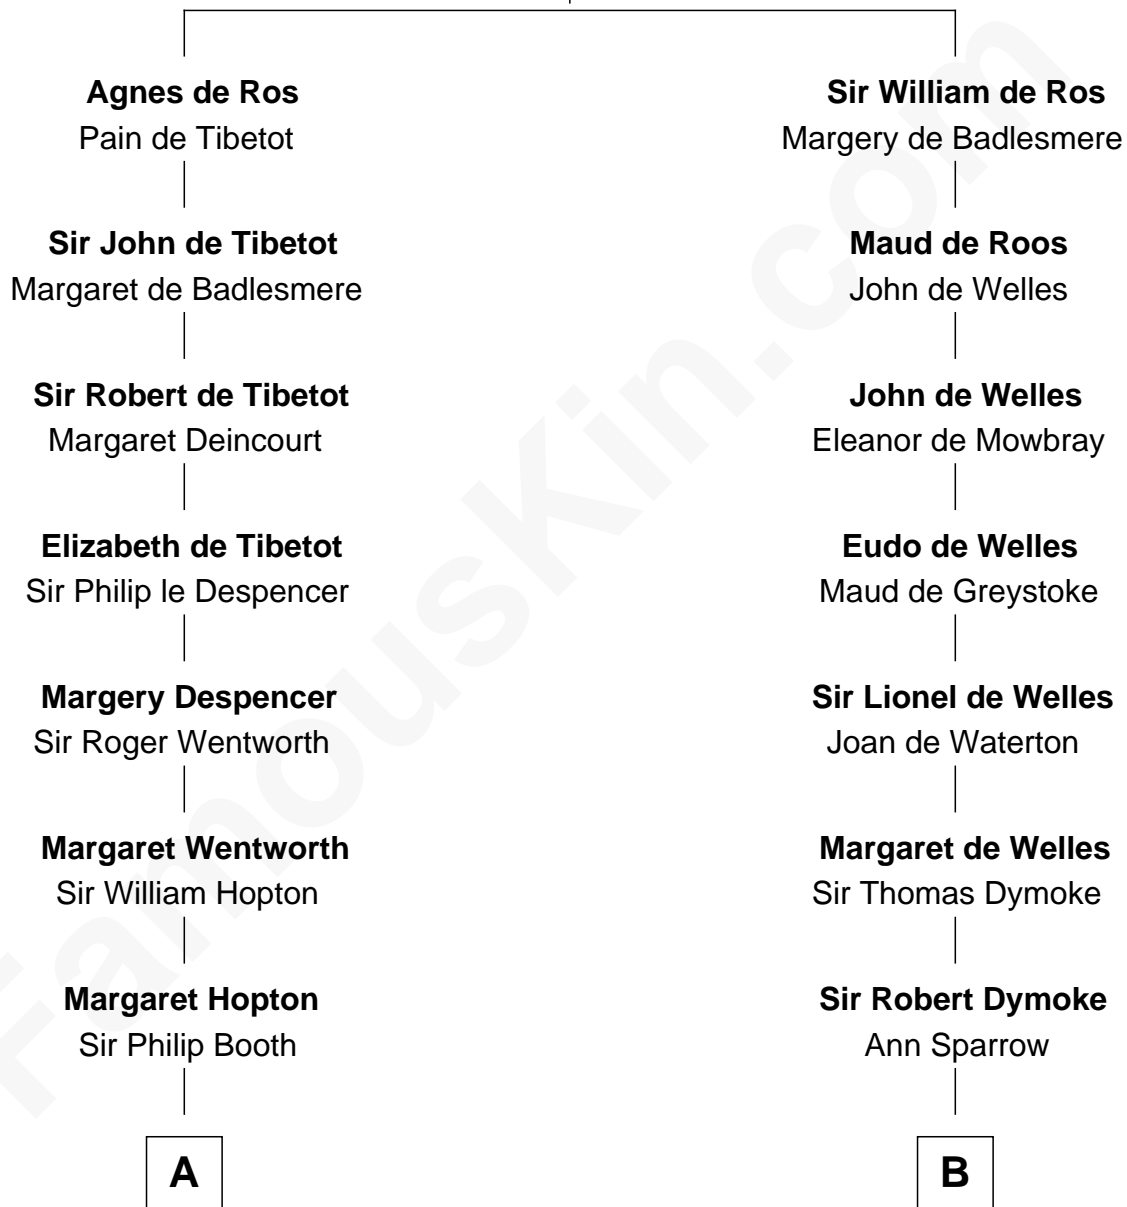 Agnes de Ros
Pain de Tibetot
Sir John de Tibetot
Margaret de Badlesmere
Sir Robert de Tibetot
Margaret Deincourt
Elizabeth de Tibetot
Sir Philip le Despencer
Margery Despencer
Sir Roger Wentworth
Margaret Wentworth
Sir William Hopton
Margaret Hopton
Sir Philip Booth
A
Sir William de Ros
Margery de Badlesmere
Maud de Roos
John de Welles
John de Welles
Eleanor de Mowbray
Eudo de Welles
Maud de Greystoke
Sir Lionel de Welles
Joan de Waterton
Margaret de Welles
Sir Thomas Dymoke
Sir Robert Dymoke
Ann Sparrow
B
FamousKin.com